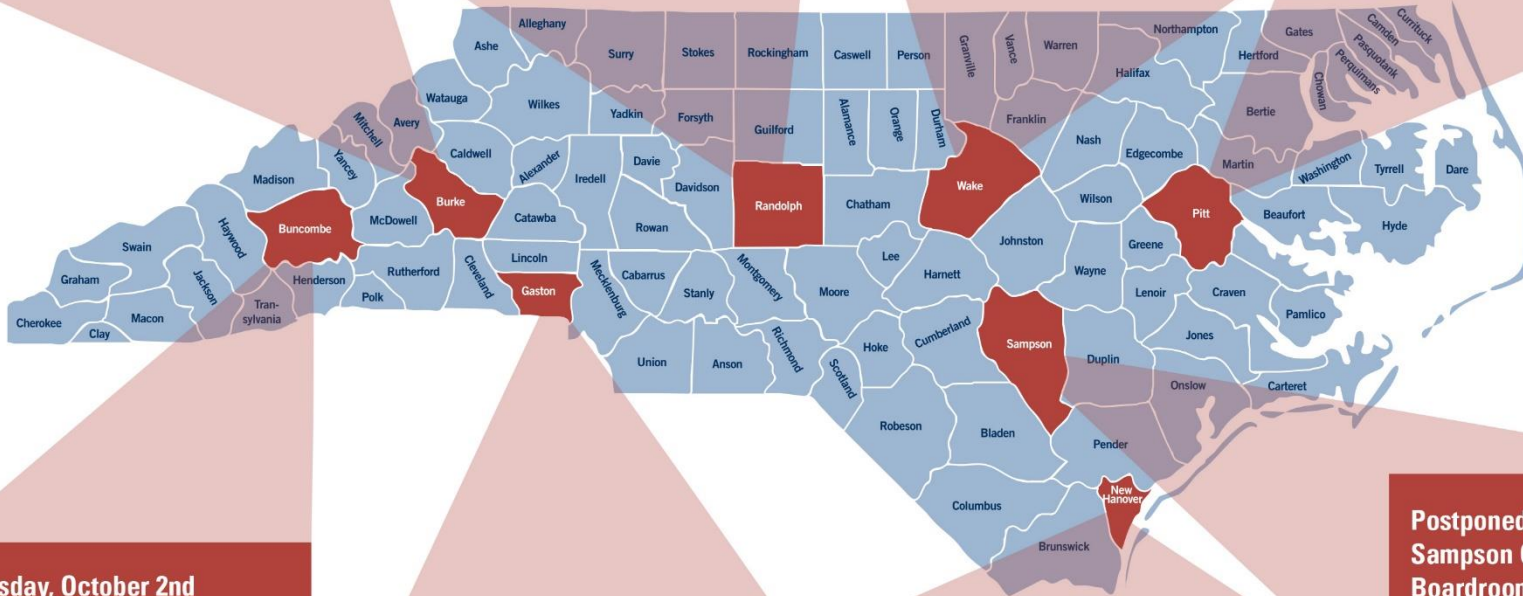 Alleghany
Ashe
Surry
Stokes
Rockingham
Caswell
Person
Granville
Vance
Warren
Northampton
Gates
Camden
Currituck
Pasquotank
Perquimans
Chowan
Hertford
Halifax
Watauga
Wilkes
Yadkin
Forsyth
Guilford
Alamance
Orange
Durham
Franklin
Nash
Edgecombe
Bertie
Martin
Washington
Tyrrell
Dare
Mitchell
Avery
Yancey
Caldwell
Alexander
Iredell
Davie
Davidson
Madison
Buncombe
McDowell
Burke
Catawba
Rowan
Randolph
Chatham
Wake
Wilson
Pitt
Beaufort
Hyde
Swain
Haywood
Graham
Jackson
Henderson
Rutherford
Cleveland
Lincoln
Mecklenburg
Cabarrus
Stanly
Montgomery
Moore
Lee
Harnett
Johnston
Wayne
Greene
Lenoir
Craven
Pamlico
Cherokee
Clay
Macon
Tran-
sylvania
Polk
Gaston
Union
Anson
Richmond
Scotland
Hoke
Cumberland
Sampson
Duplin
Jones
Onslow
Carteret
Robeson
Bladen
Pender
Columbus
New
Hanover
Brunswick
sday, October 2nd
Postponed
Sampson
Boardroom